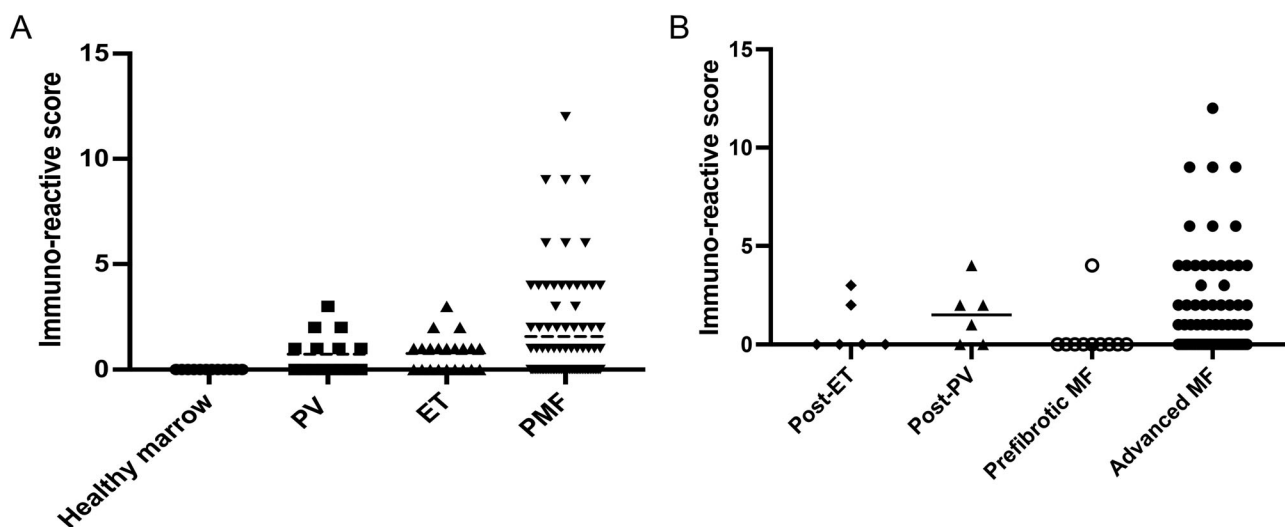 A
Immuno-reactive score
15
10
5
0
Healthy marrow
PV
ET
PMF
B
Immuno-reactive score
15
10
5
0
Post-ET
Post-PV
Prefibrotic MF
Advanced MF